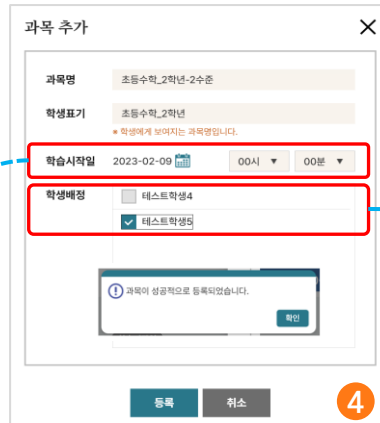 과목 추가
과목명 초등수학_2학년-2수준
학생표기 초등수학_2학년
* 학생에게 보여지는 과목명입니다.
학습시작일 2023-02-09 00시 ▼ 00분 ▼
학생배정 테스트학생4
테스트학생5
과목이 성공적으로 등록되었습니다.
확인
등록 취소
4